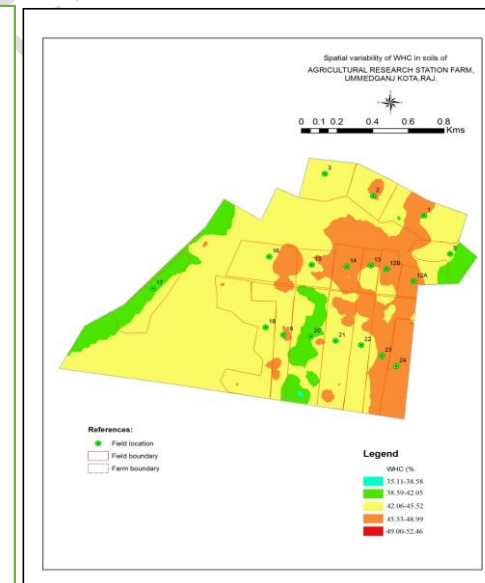 Spatial variability of WHC in soils of
AGRICULTURAL RESEARCH STATION FARM,
UMMEDGANJ KOTA,RAJ.
0 0.1 0.2 0.4 0.6 0.8
Kms
3
2
1
16
15
14
13
12B
12A
17
18
19
20
21
22
23
24
References:
Field location
Field boundary
Farm boundary
Legend
WHC (%
35.11-38.58
38.59-42.05
42.06-45.52
45.53-48.99
49.00-52.46